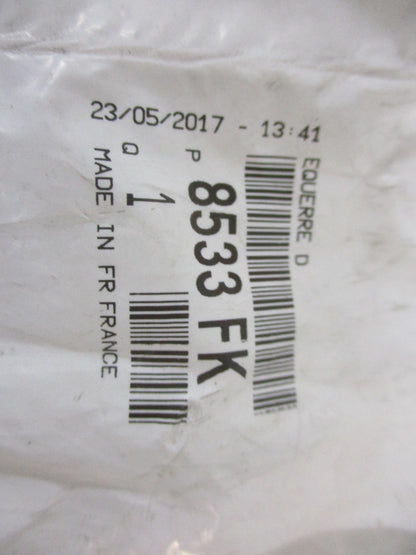 23/05/2017 - 13:41
EQUERRE D
P 8533 FK
Q 1
MADE IN FR FRANCE